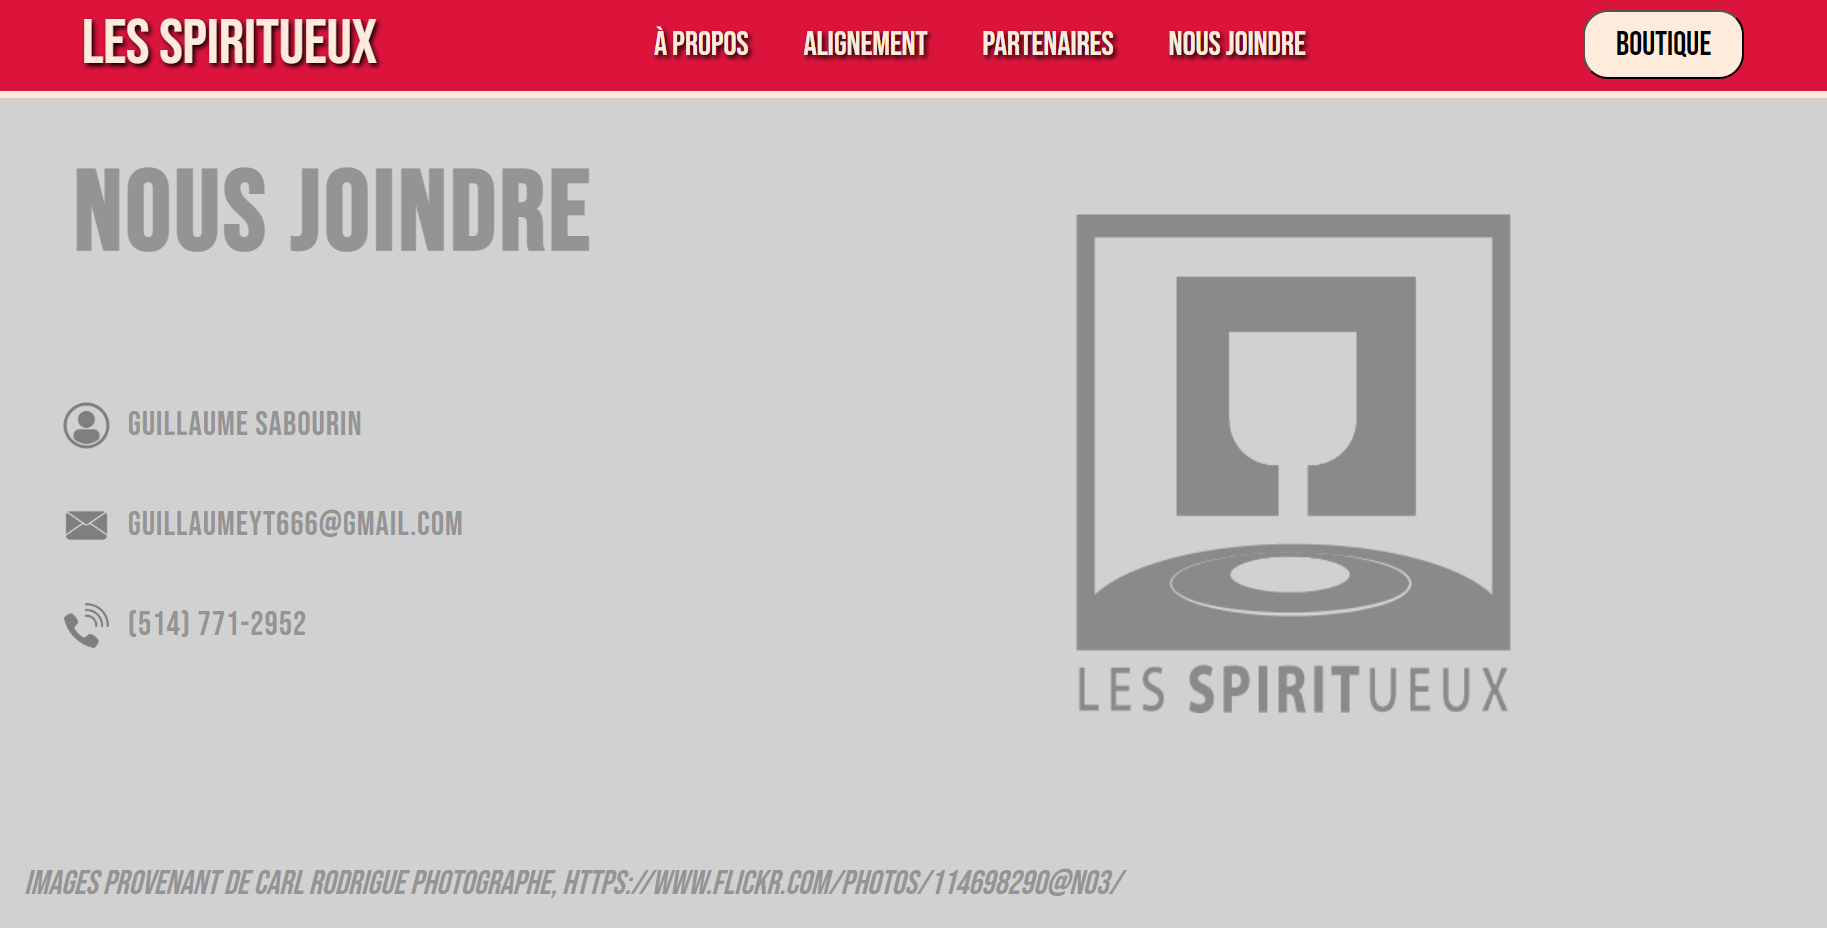 LES SPIRITUEUX
À PROPOS
ALIGNEMENT
PARTENAIRES
NOUS JOINDRE
BOUTIQUE
NOUS JOINDRE
GUILLAUME SABOURIN
GUILLAUMEYT666@GMAIL.COM
(514) 771-2952
LES SPIRITUEUX
IMAGES PROVENANT DE CARL RODRIGUE PHOTOGRAPHE, HTTPS://WWW.FLICKR.COM/PHOTOS/114698290@N03/